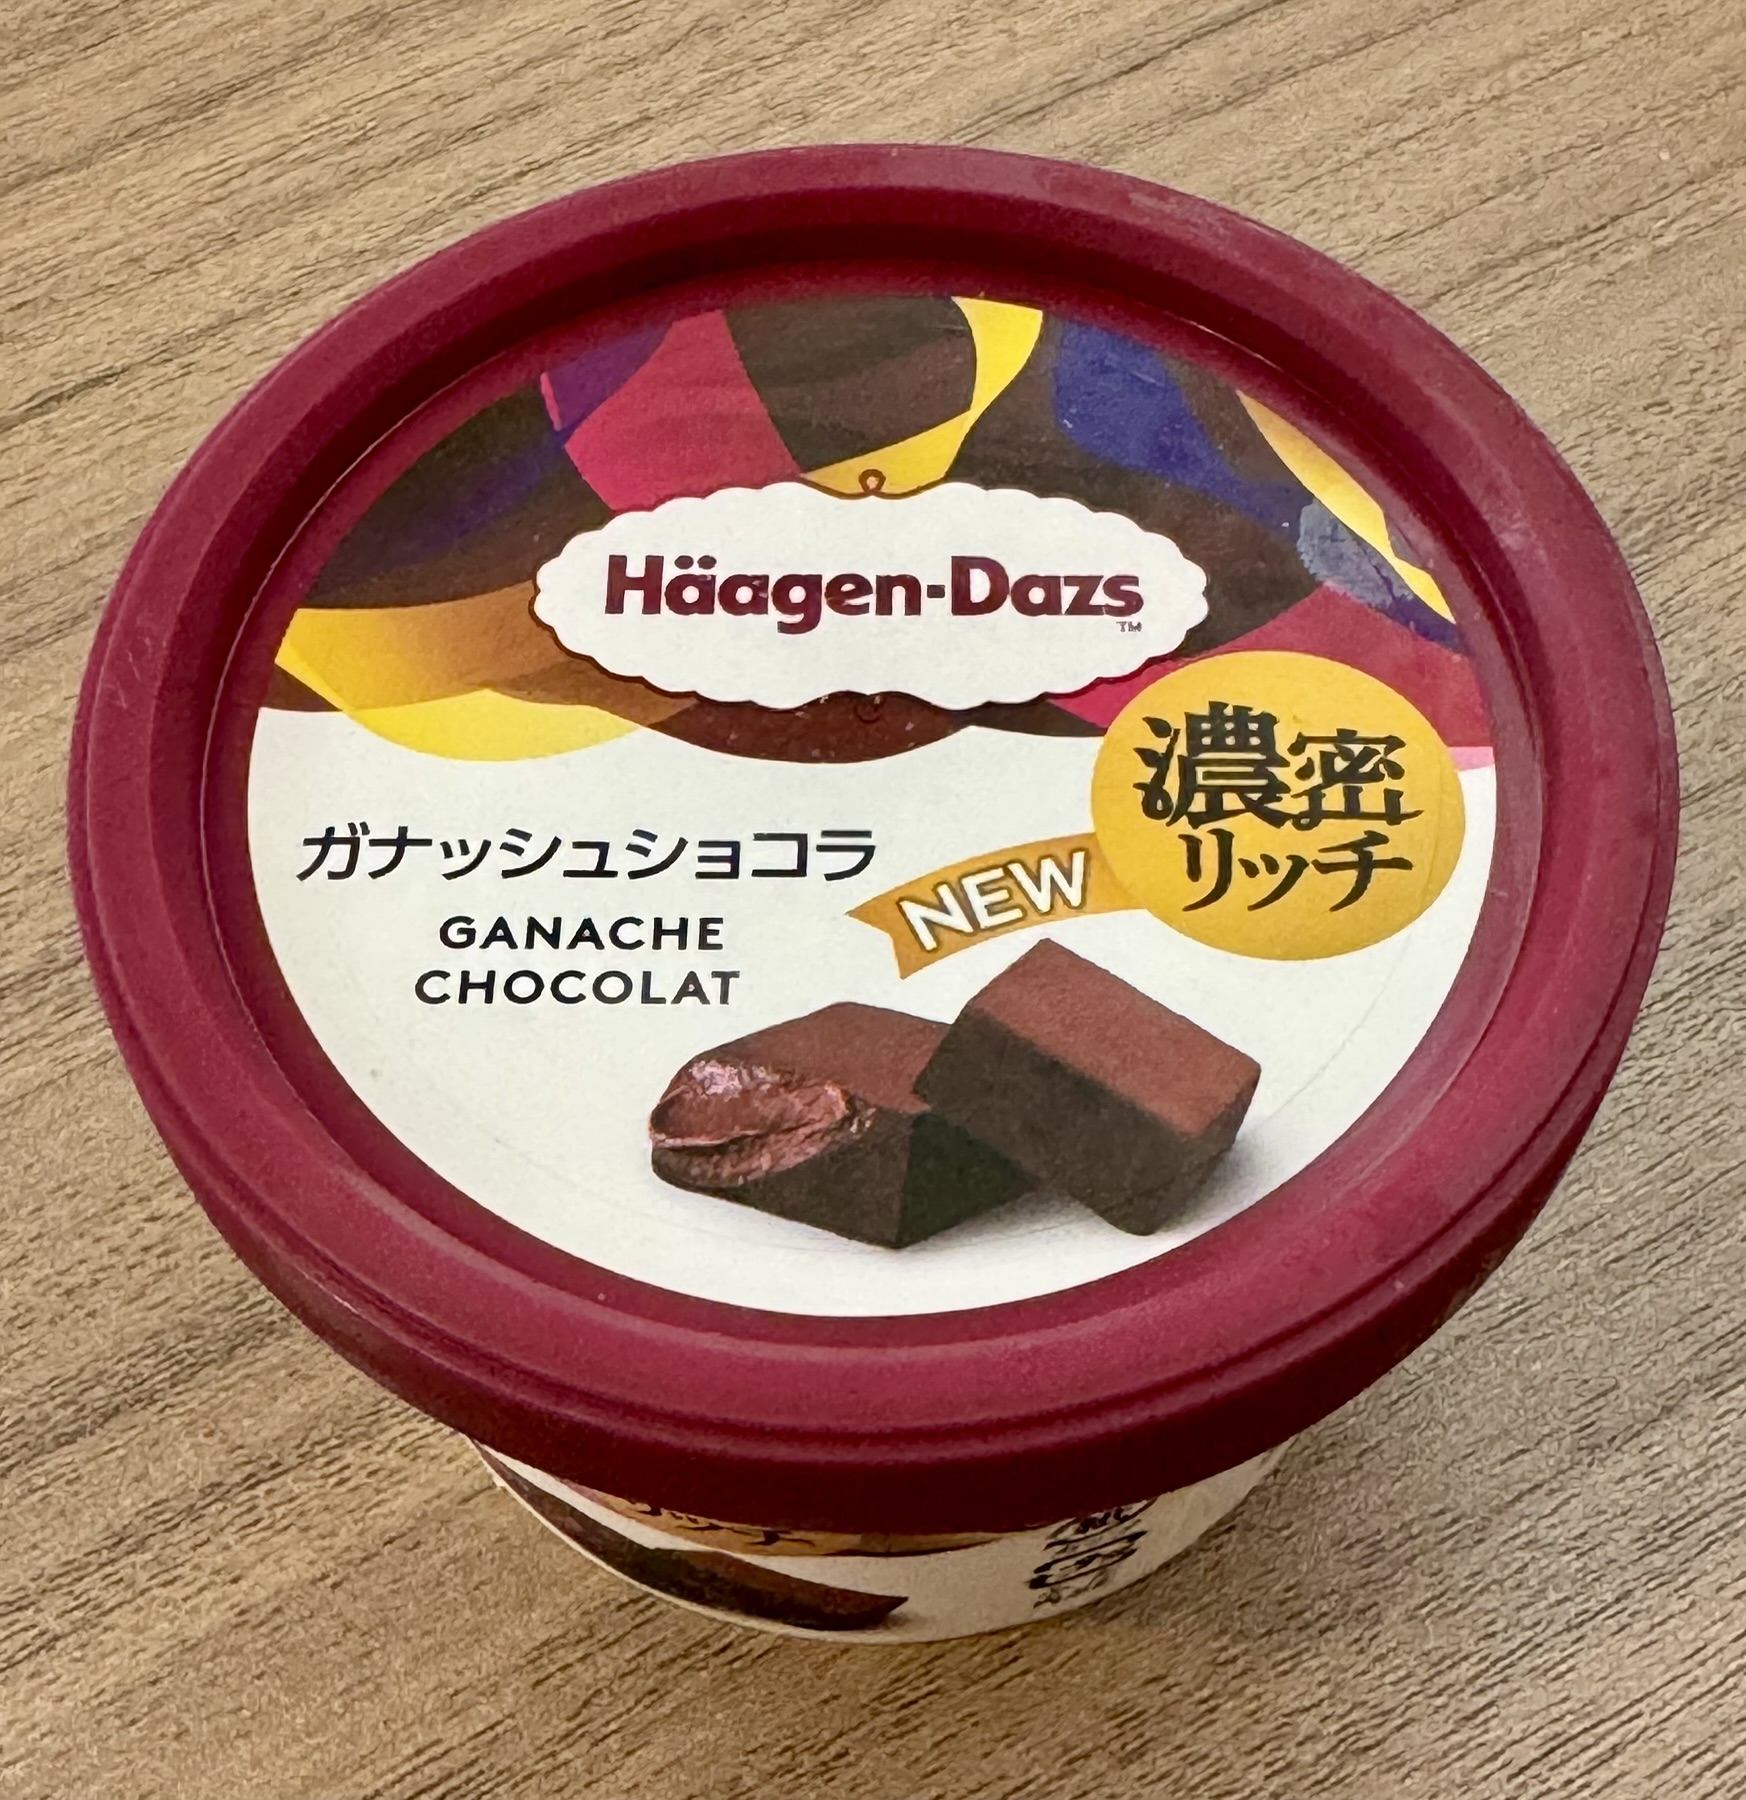 Häagen-Dazs
TM
濃密
リッチ
NEW
ガナッシュショコラ
GANACHE
CHOCOLAT